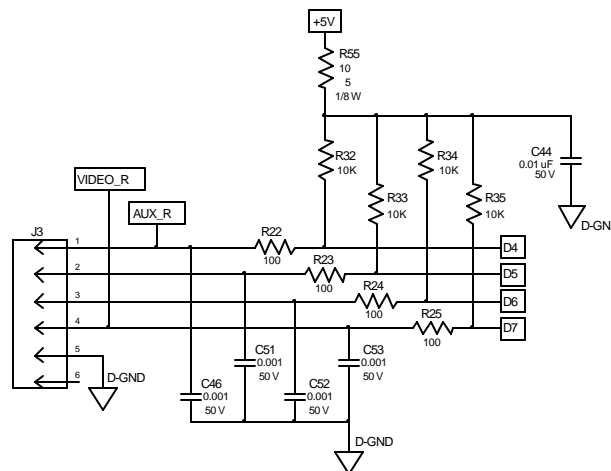 +5V
R55
10
5
1/8 W
R32
10K
R33
10K
R34
10K
R35
10K
C44
0.01 uF
50 V
D-GN
VIDEO_R
AUX_R
J3
1
R22
100
D4
2
R23
100
D5
3
R24
100
D6
4
R25
100
D7
5
6
D-GND
C46
0.001
50 V
C51
0.001
50 V
C52
0.001
50 V
C53
0.001
50 V
D-GND